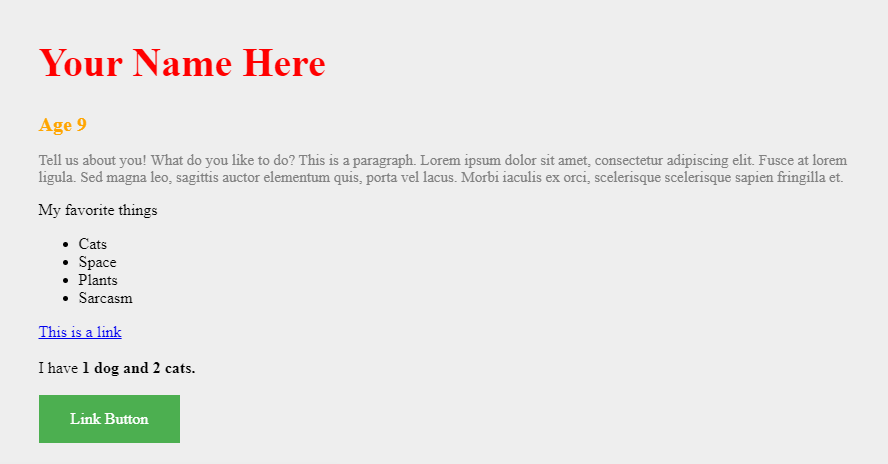 Your Name Here
Age 9
Tell us about you! What do you like to do? This is a paragraph. Lorem ipsum dolor sit amet, consectetur adipiscing elit. Fusce at lorem
ligula. Sed magna leo, sagittis auctor elementum quis, porta vel lacus. Morbi iaculis ex orci, scelerisque scelerisque sapien fringilla et.
My favorite things
• Cats
• Space
• Plants
• Sarcasm
This is a link
I have 1 dog and 2 cats.
Link Button